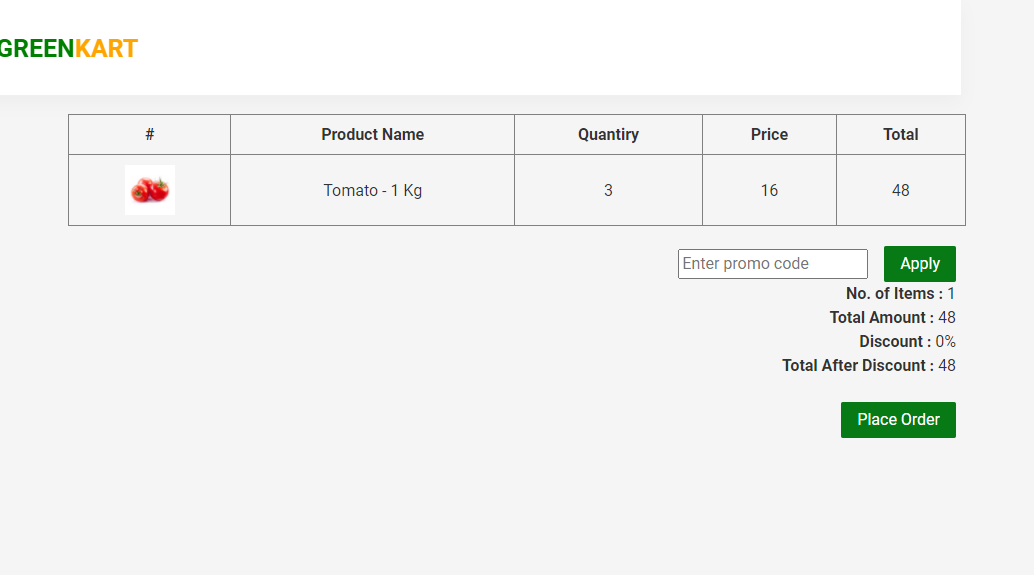 GREENKART
# Product Name Quantiry Price Total
Tomato - 1 Kg 3 16 48
Enter promo code Apply
No. of Items : 1
Total Amount : 48
Discount : 0%
Total After Discount : 48
Place Order